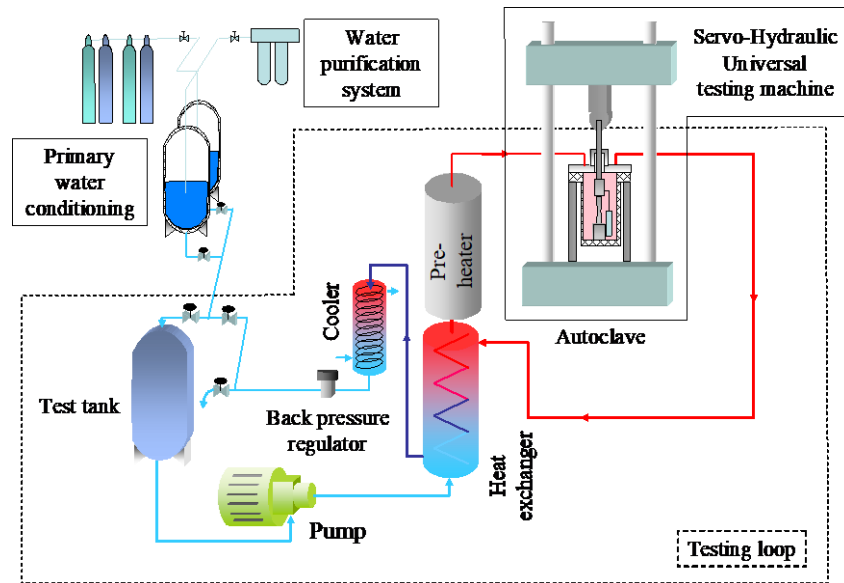 Water
purification
system
Servo-Hydraulic
Universal
testing machine
Primary
water
conditioning
Pre-
heater
Cooler
Autoclave
Test tank
Back pressure
regulator
Heat
exchanger
Pump
Testing loop